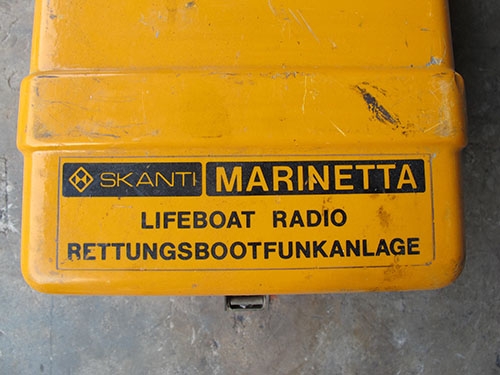 SKANTI MARINETTA
LIFEBOAT RADIO
RETTUNGSBOOTFUNKANLAGE